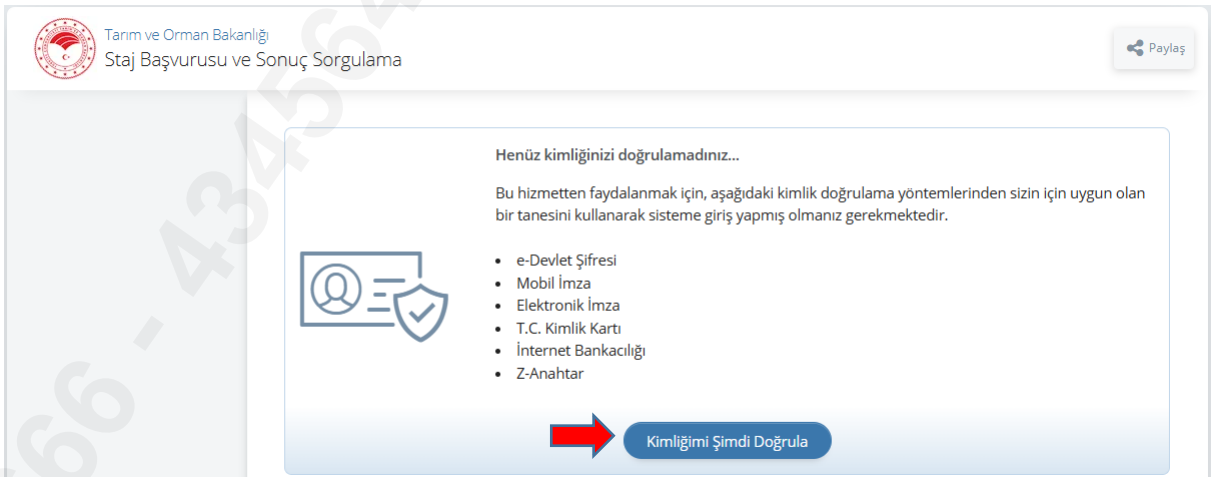 Tarım ve Orman Bakanlığı
Staj Başvurusu ve Sonuç Sorgulama
Paylaş
Henüz kimliğinizi doğrulamadınız...
Bu hizmetten faydalanmak için, aşağıdaki kimlik doğrulama yöntemlerinden sizin için uygun olan
bir tanesini kullanarak sisteme giriş yapmış olmanız gerekmektedir.
• e-Devlet Şifresi
• Mobil İmza
• Elektronik İmza
• T.C. Kimlik Kartı
• İnternet Bankacılığı
• Z-Anahtar
Kimliğimi Şimdi Doğrula